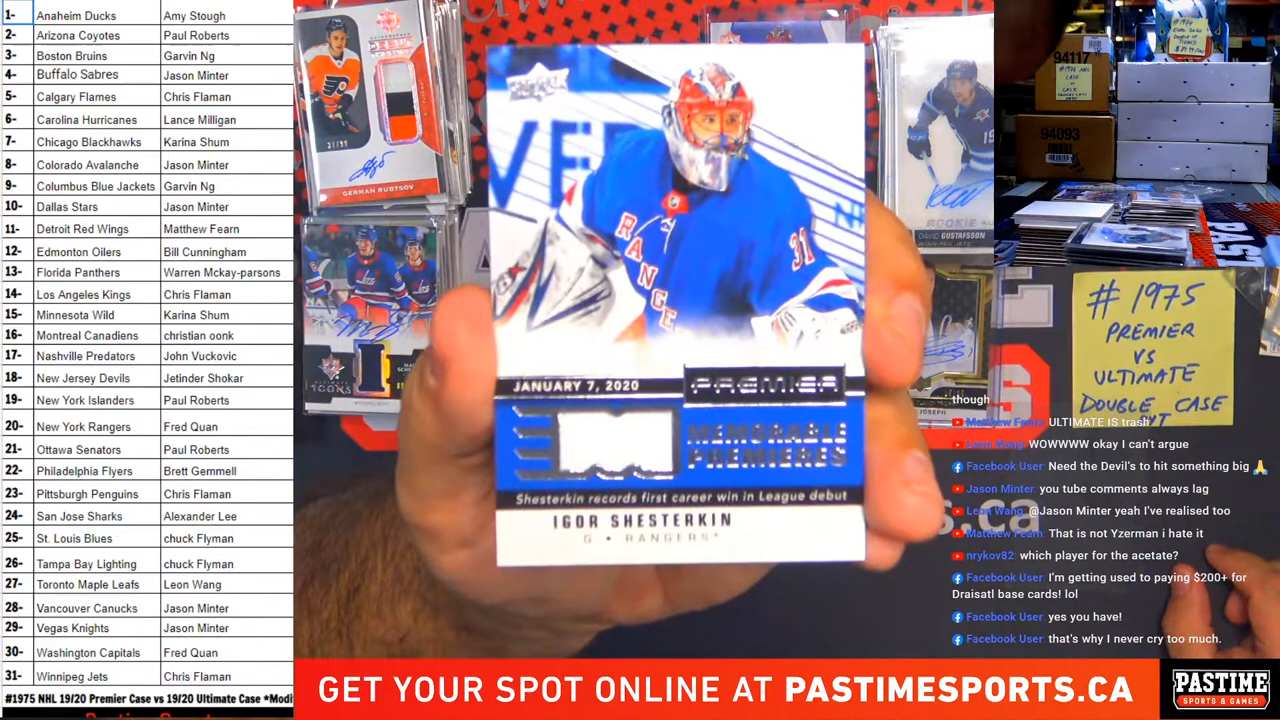 1- Anaheim Ducks Amy Stough
2- Arizona Coyotes Paul Roberts
3- Boston Bruins Garvin Ng
4- Buffalo Sabres Jason Minter
5- Calgary Flames Chris Flaman
6- Carolina Hurricanes Lance Milligan
7- Chicago Blackhawks Karina Shum
8- Colorado Avalanche Jason Minter
9- Columbus Blue Jackets Garvin Ng
10- Dallas Stars Jason Minter
11- Detroit Red Wings Matthew Fearn
12- Edmonton Oilers Bill Cunningham
13- Florida Panthers Warren Mckay-parsons
14- Los Angeles Kings Chris Flaman
15- Minnesota Wild Karina Shum
16- Montreal Canadiens christian oonk
17- Nashville Predators John Vuckovic
18- New Jersey Devils Jetinder Shokar
19- New York Islanders Paul Roberts
20- New York Rangers Fred Quan
21- Ottawa Senators Paul Roberts
22- Philadelphia Flyers Brett Gemmell
23- Pittsburgh Penguins Chris Flaman
24- San Jose Sharks Alexander Lee
25- St. Louis Blues chuck Flyman
26- Tampa Bay Lighting chuck Flyman
27- Toronto Maple Leafs Leon Wang
28- Vancouver Canucks Jason Minter
29- Vegas Knights Jason Minter
30- Washington Capitals Fred Quan
31- Winnipeg Jets Chris Flaman
#1975 NHL 19/20 Premier Case vs 19/20 Ultimate Case *Modi
21/99
GERMAN RUBTSOV
ULTIMATE
ICONS
RANGERS
31
JANUARY 7, 2020
PREMIER
MEMORABLE
PREMIERES
Shesterkin records first career win in League debut
IGOR SHESTERKIN
G • RANGERS
ROOKIE
DAVID GUSTAFSSON
WINNIPEG JETS
JOSEPH
94117
94093
# 1975
PREMIER
VS
ULTIMATE
DOUBLE CASE
though
Matthew Fearn: ULTIMATE IS trash
Leon Wang: WOWWWW okay I can't argue
Facebook User: Need the Devil's to hit something big 🙏
Jason Minter: you tube comments always lag
Leon Wang: @Jason Minter yeah I've realised too
Matthew Fearn: That is not Yzerman i hate it
nrykov82: which player for the acetate?
Facebook User: I'm getting used to paying $200+ for
Draisatl base cards! lol
Facebook User: yes you have!
Facebook User: that's why I never cry too much.
s.ca
GET YOUR SPOT ONLINE AT PASTIMESPORTS.CA
PASTIME
SPORTS & GAMES